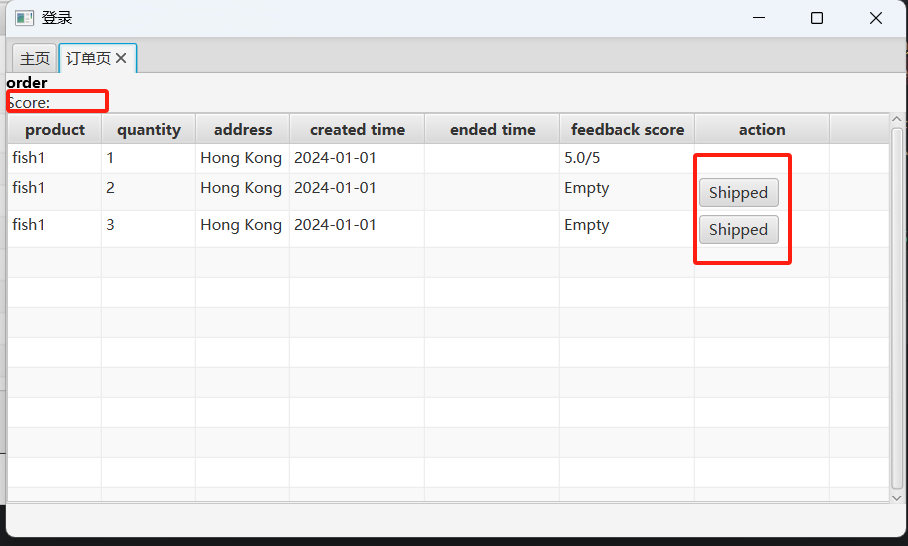 登录
主页 订单页
order
Score:
product quantity address created time ended time feedback score action
fish1 1 Hong Kong 2024-01-01 5.0/5
fish1 2 Hong Kong 2024-01-01 Empty Shipped
fish1 3 Hong Kong 2024-01-01 Empty Shipped